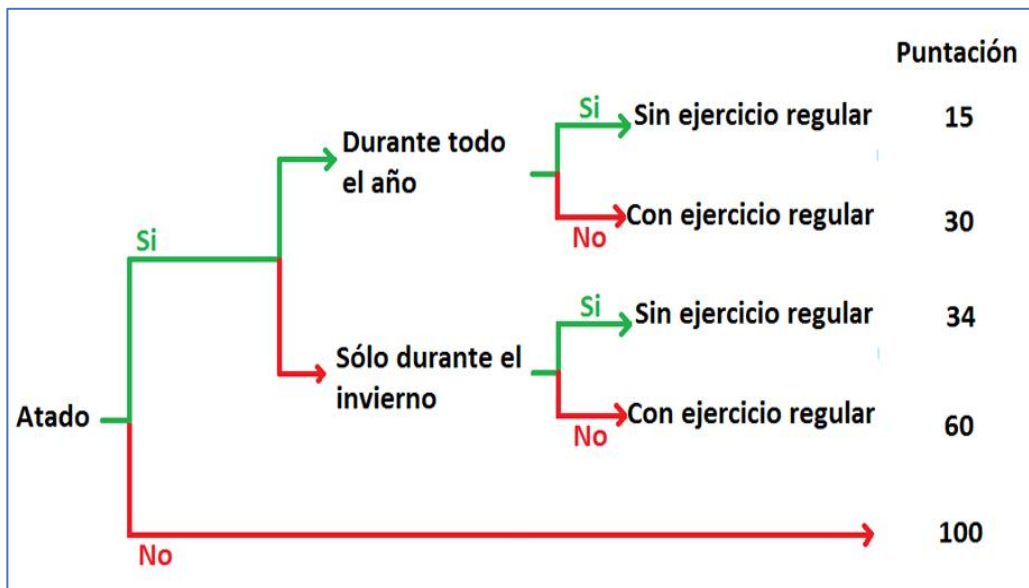 Puntación
Si
Sin ejercicio regular 15
Durante todo
el año
Con ejercicio regular 30
No
Si
Si
Sin ejercicio regular 34
Sólo durante el
invierno
Con ejercicio regular 60
No
Atado
No
100